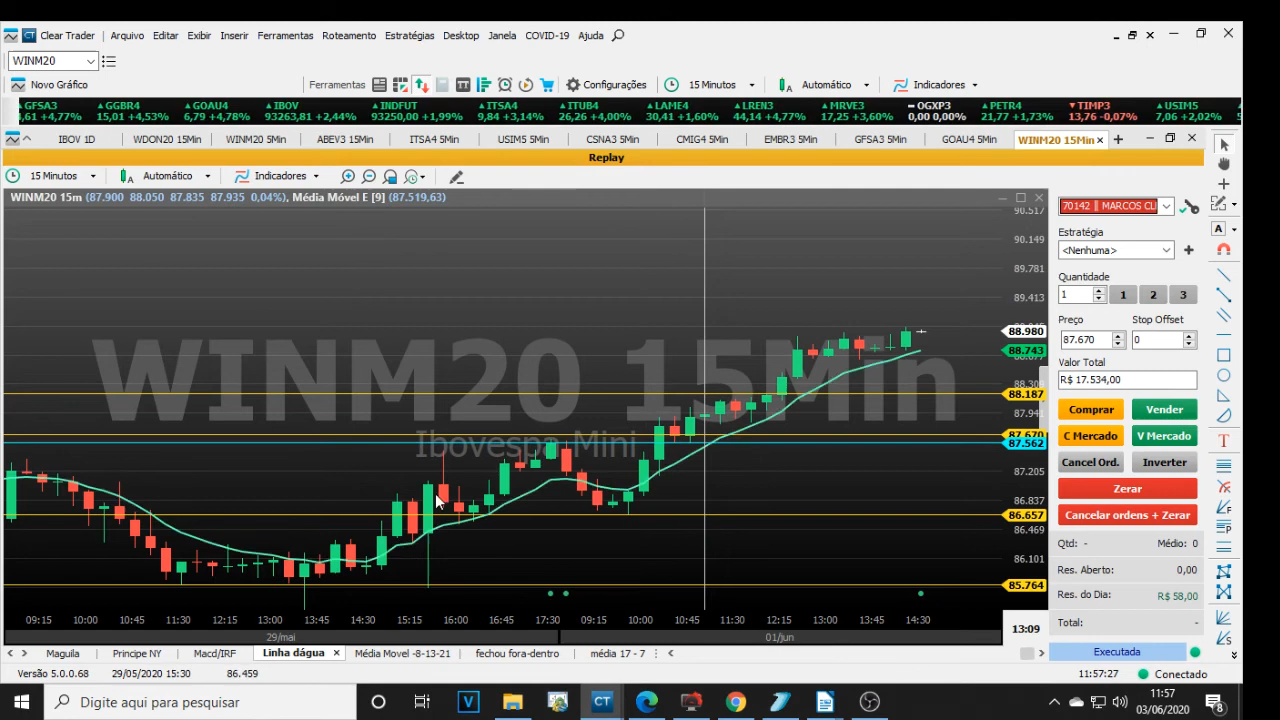 Clear Trader Arquivo Editar Exibir Inserir Ferramentas Roteamento Estratégias Desktop Janela COVID-19 Ajuda
WINM20
Novo Gráfico Ferramentas Configurações 15 Minutos Automático Indicadores
GFSA3 GGBR4 GOAU4 IBOV INDFUT ITSA4 ITUB4 LAME4 LREN3 MRVE3 OGXP3 PETR4 TIMP3 USIM5
+4,77% 15,01 +4,53% 6,79 +4,78% 93263,81 +2,44% 93250,00 +1,99% 9,84 +3,14% 26,26 +4,00% 30,41 +1,60% 44,14 +4,77% 17,25 +3,60% 0,00 0,00% 21,77 +1,73% 13,76 -0,07% 7,06 +2,02%
IBOV 1D WDON20 15Min WINM20 5Min ABEV3 15Min ITSA4 5Min USIM5 5Min CSNA3 5Min CMIG4 5Min EMBR3 5Min GFSA3 5Min GOAU4 5Min WINM20 15Min
Replay
15 Minutos Automático Indicadores
WINM20 15m (87.900 88.050 87.835 87.935 0,04%), Média Móvel E [9] (87.519,63)
WINM20 15Min
Ibovespa Mini
90.517
90.149
89.781
89.413
88.980
88.743
88.308
88.187
87.941
87.670
87.562
87.205
86.837
86.657
86.469
86.101
85.764
09:15 10:00 10:45 11:30 12:15 13:00 13:45 14:30 15:15 16:00 16:45 17:30 09:15 10:00 10:45 11:30 12:15 13:00 13:45 14:30
29/mai 01/jun
13:09
70142 || MARCOS CL
Estratégia
<Nenhuma>
Quantidade
1 1 2 3
Preço Stop Offset
87.670 0
Valor Total
R$ 17.534,00
Comprar Vender
C Mercado V Mercado
Cancel Ord. Inverter
Zerar
Cancelar ordens + Zerar
Qtd: - Médio: 0
Res. Aberto: 0,00
Res. do Dia: R$ 58,00
Total: -
Executada
Maguila Principe NY Macd/IRF Linha dágua Média Movel -8-13-21 fechou fora-dentro média 17 - 7
Versão 5.0.0.68 29/05/2020 15:30 86.459 11:57:27 Conectado
Digite aqui para pesquisar
11:57
03/06/2020
8